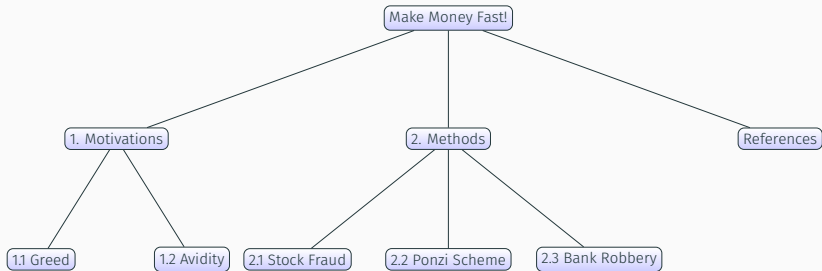 Make Money Fast!
1. Motivations
2. Methods
References
1.1 Greed
1.2 Avidity
2.1 Stock Fraud
2.2 Ponzi Scheme
2.3 Bank Robbery